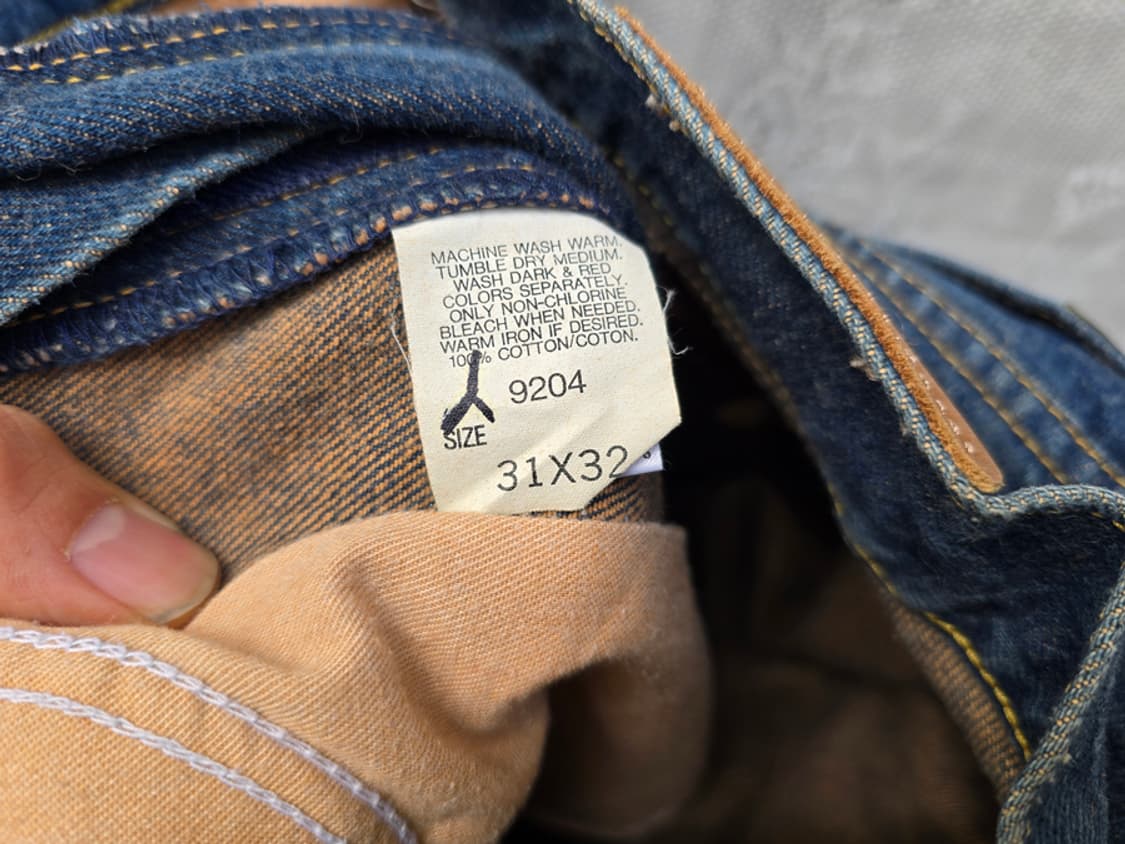 MACHINE WASH WARM.
TUMBLE DRY MEDIUM.
WASH DARK & RED
COLORS SEPARATELY.
ONLY NON-CHLORINE
BLEACH WHEN NEEDED.
WARM IRON IF DESIRED.
100% COTTON/COTON.
9204
SIZE
31X32